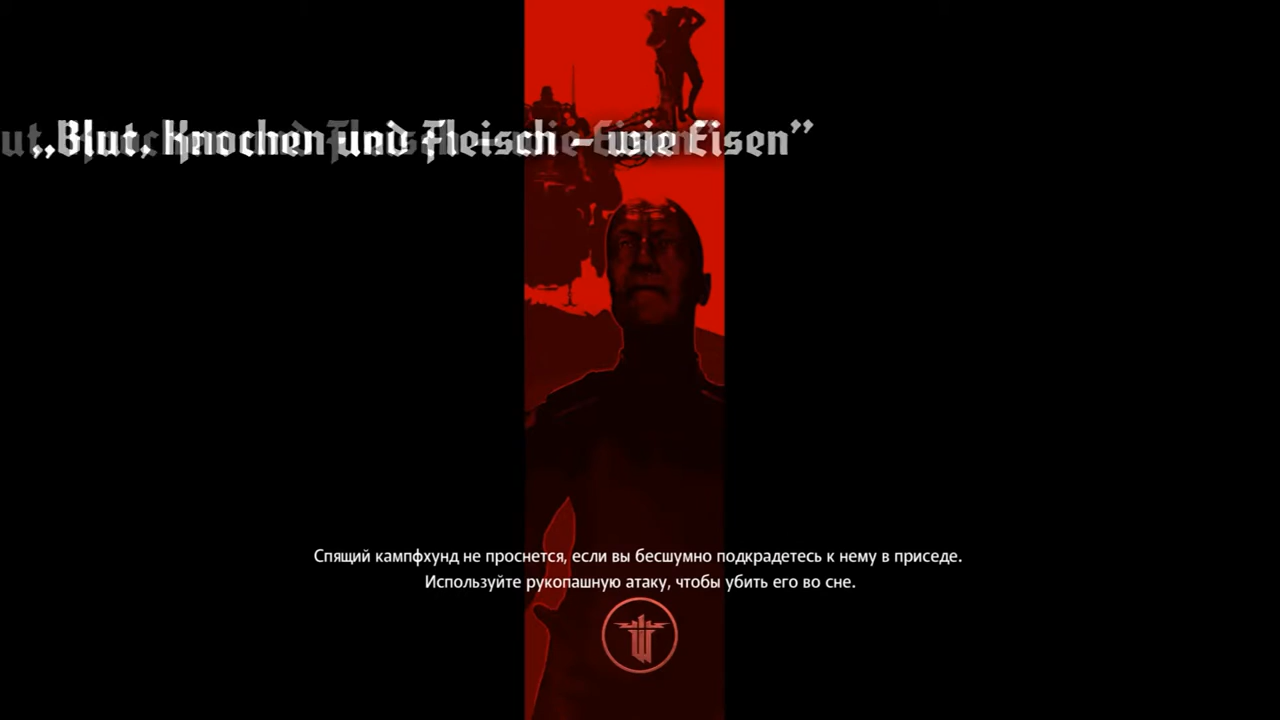 „Blut, Knochen und Fleisch – wie Eisen”
Спящий кампфхунд не проснется, если вы бесшумно подкрадетесь к нему в приседе.
Используйте рукопашную атаку, чтобы убить его во сне.